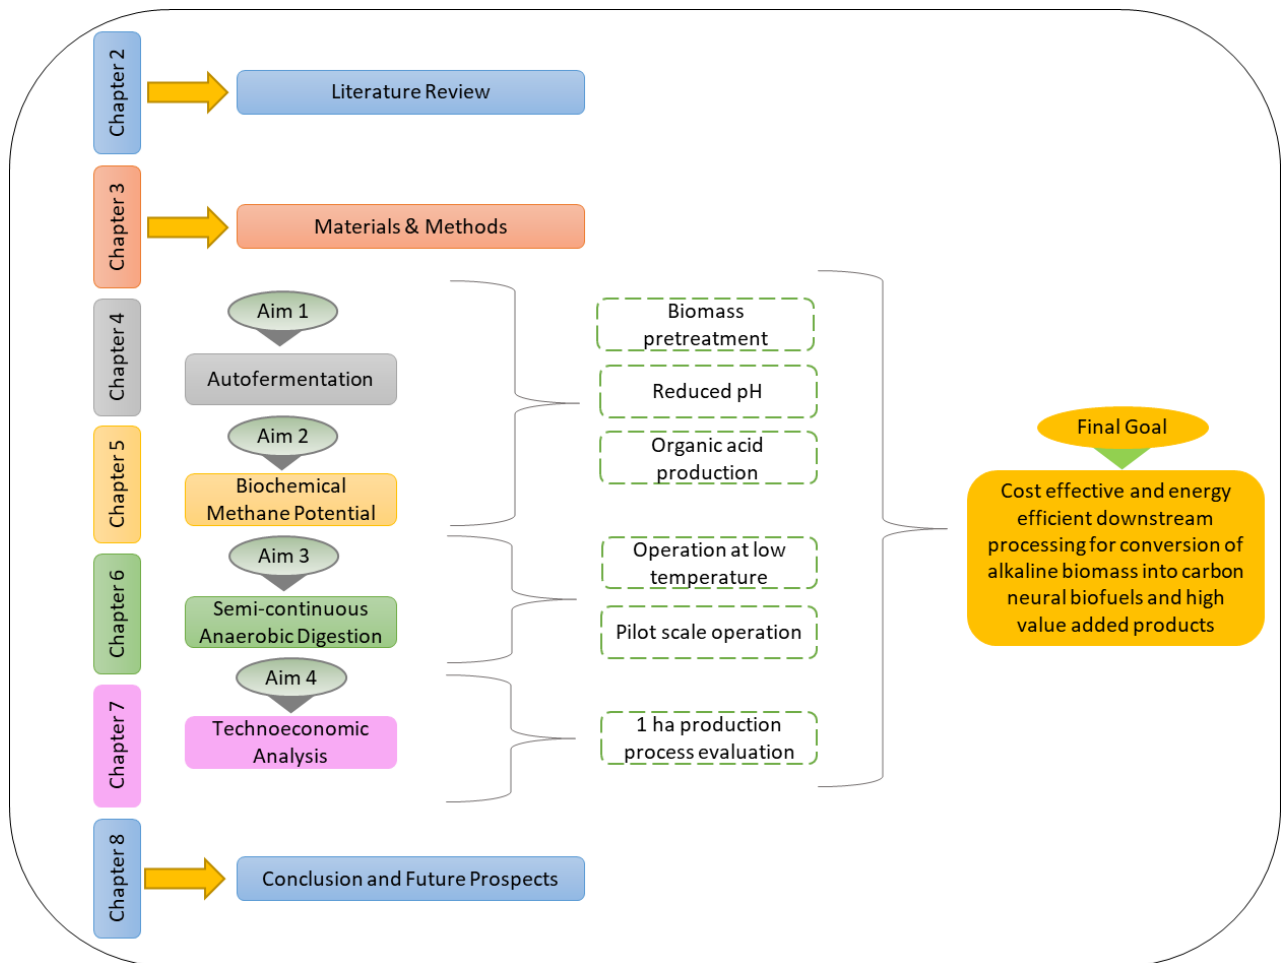 Chapter 2
Literature Review
Chapter 3
Materials & Methods
Chapter 4
Aim 1
Autofermentation
Chapter 5
Aim 2
Biochemical
Methane Potential
Biomass
pretreatment
Reduced pH
Organic acid
production
Chapter 6
Aim 3
Semi-continuous
Anaerobic Digestion
Operation at low
temperature
Pilot scale operation
Chapter 7
Aim 4
Technoeconomic
Analysis
1 ha production
process evaluation
Final Goal
Cost effective and energy
efficient downstream
processing for conversion of
alkaline biomass into carbon
neural biofuels and high
value added products
Chapter 8
Conclusion and Future Prospects